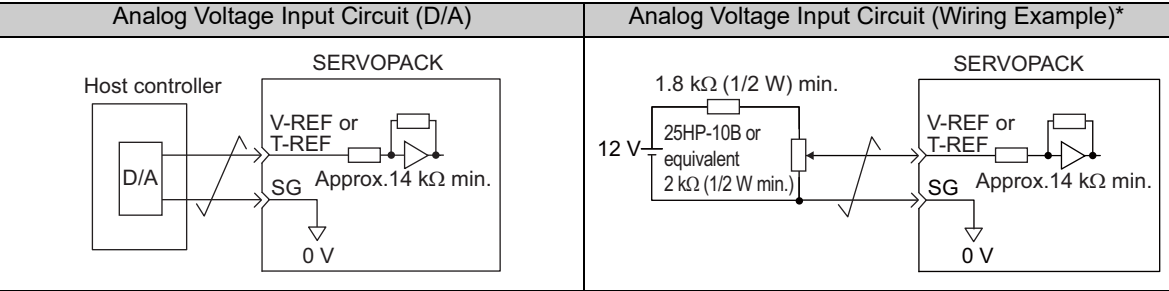 Analog Voltage Input Circuit (D/A)
Analog Voltage Input Circuit (Wiring Example)*
SERVOPACK
Host controller
V-REF or
T-REF
D/A
Approx.14 kΩ min.
SG
0 V
SERVOPACK
1.8 kΩ (1/2 W) min.
V-REF or
T-REF
12 V
25HP-10B or
equivalent
2 kΩ (1/2 W min.)
Approx.14 kΩ min.
SG
0 V